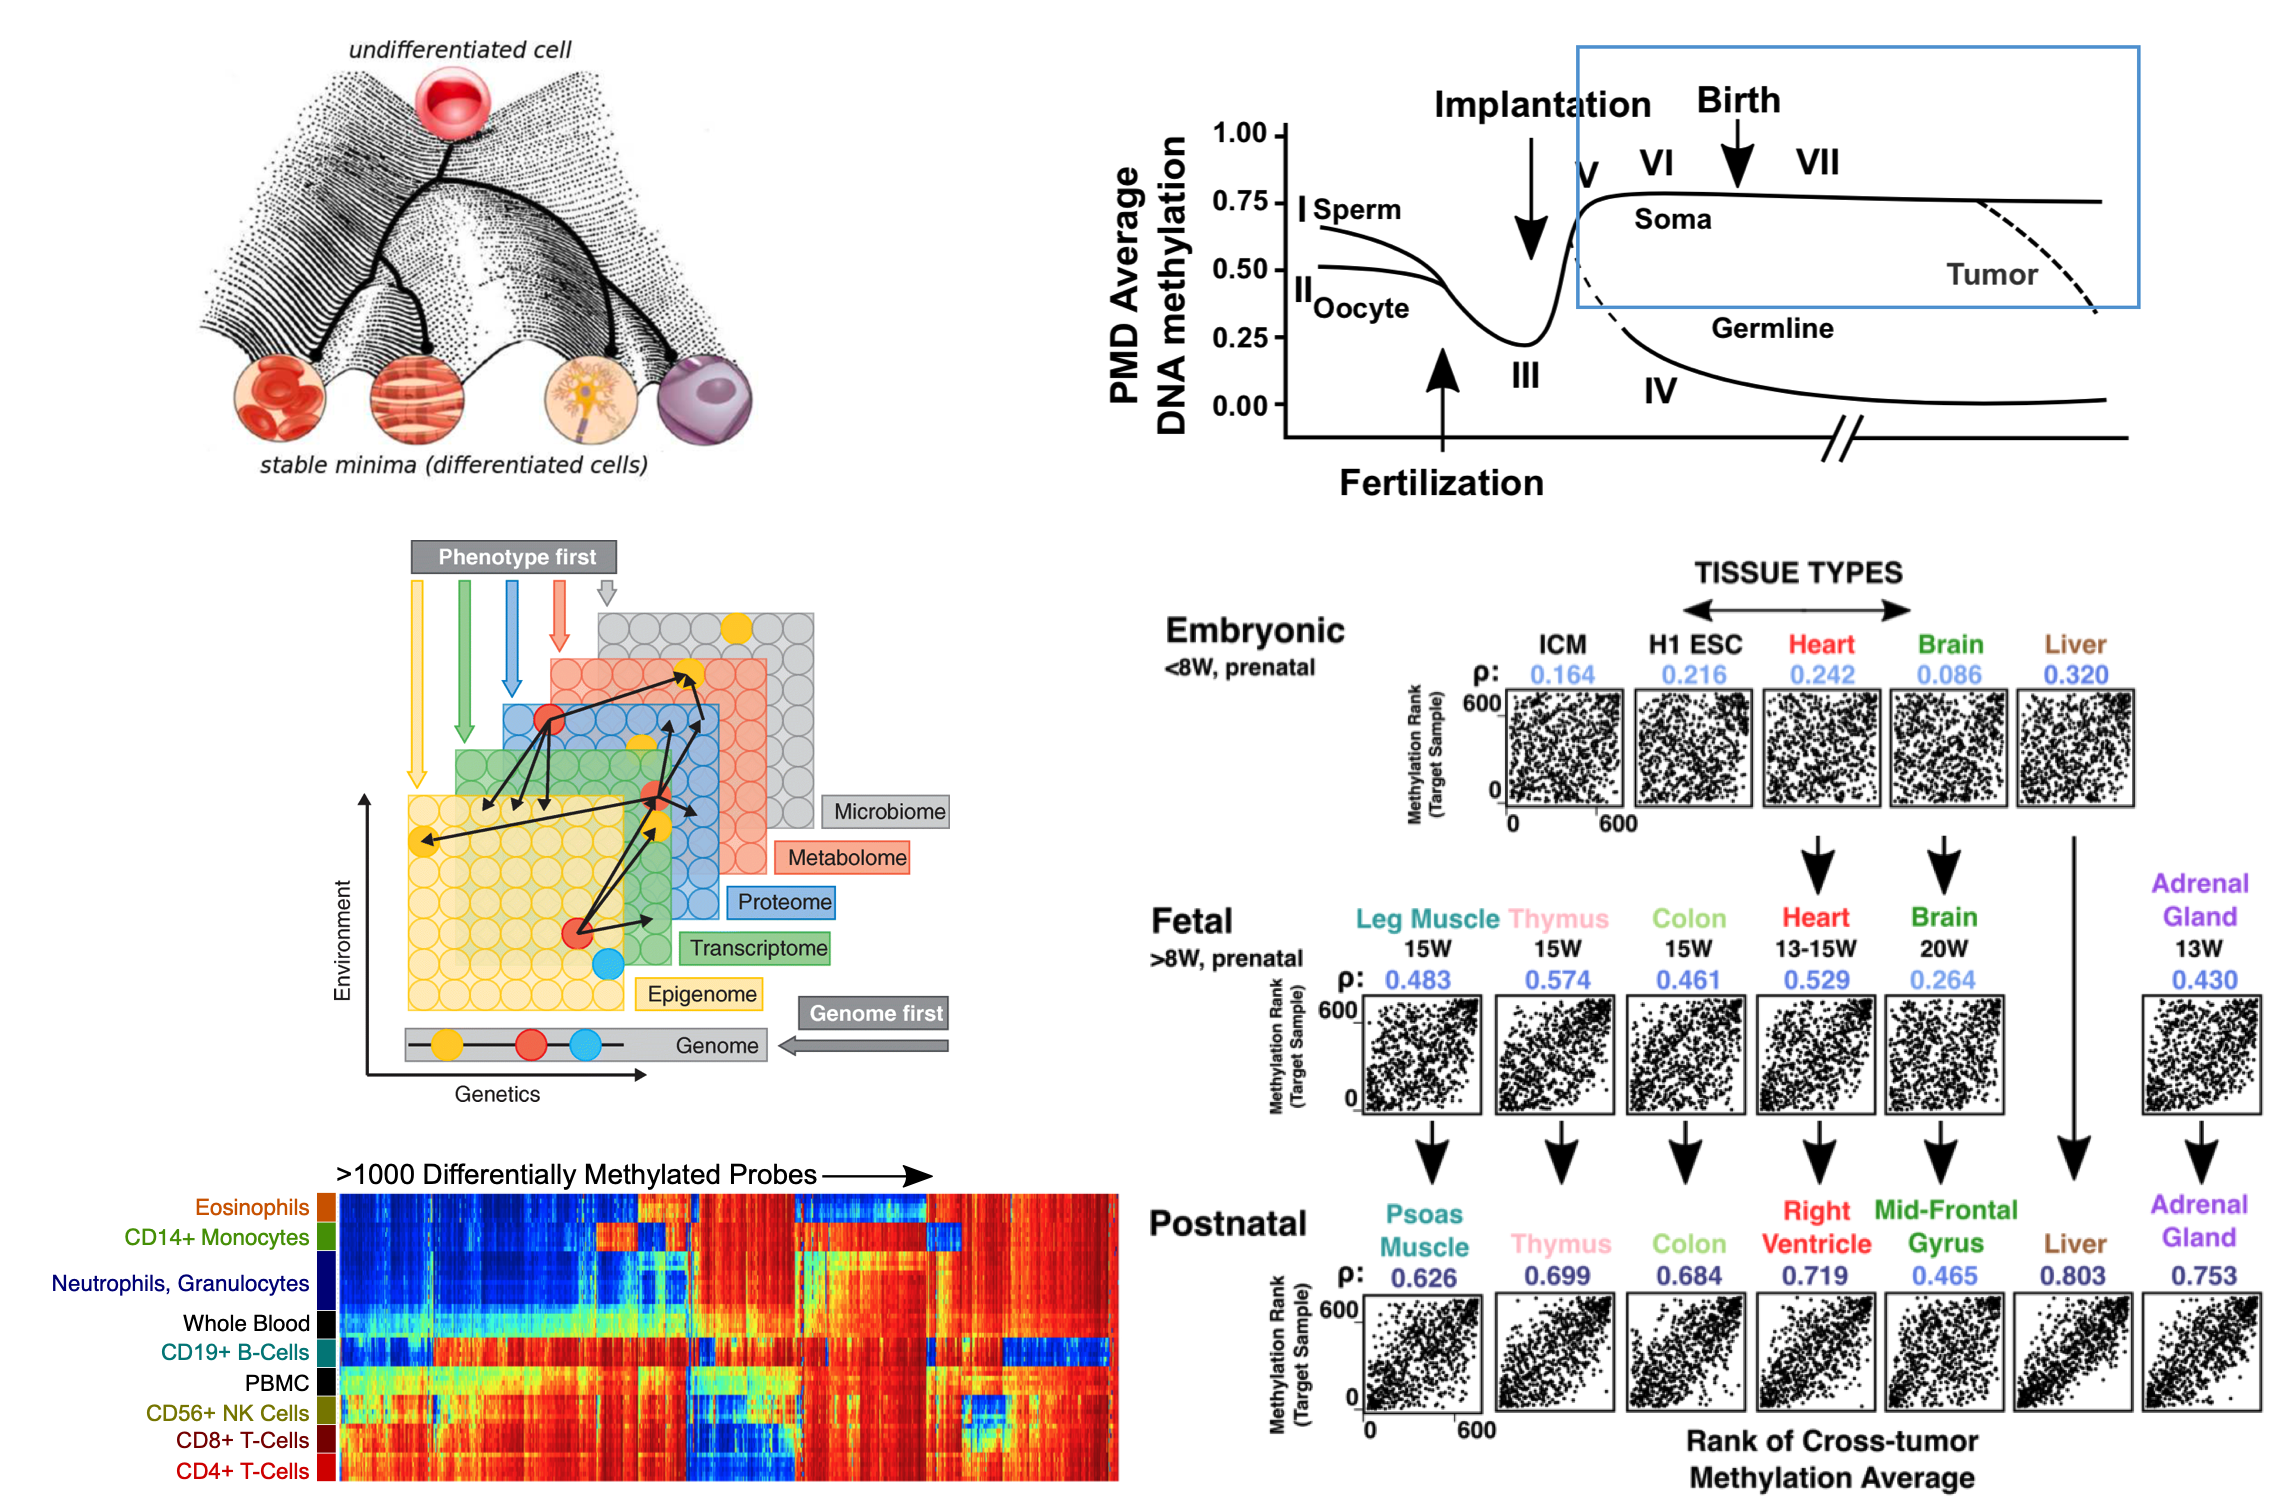 undifferentiated cell
stable minima (differentiated cells)
Implantation
Birth
PMD Average
DNA methylation
1.00
0.75
0.50
0.25
0.00
I Sperm
II Oocyte
III
IV
V
VI
VII
Soma
Tumor
Germline
Fertilization
Phenotype first
Microbiome
Metabolome
Proteome
Transcriptome
Epigenome
Genome first
Genome
Environment
Genetics
>1000 Differentially Methylated Probes
Eosinophils
CD14+ Monocytes
Neutrophils, Granulocytes
Whole Blood
CD19+ B-Cells
PBMC
CD56+ NK Cells
CD8+ T-Cells
CD4+ T-Cells
TISSUE TYPES
Embryonic
<8W, prenatal
ICM H1 ESC Heart Brain Liver
ρ: 0.164 0.216 0.242 0.086 0.320
Methylation Rank
(Target Sample)
600
0
0 600
Fetal
>8W, prenatal
Leg Muscle Thymus Colon Heart Brain Adrenal Gland
15W 15W 15W 13-15W 20W 13W
ρ: 0.483 0.574 0.461 0.529 0.264 0.430
Methylation Rank
(Target Sample)
600
0
Postnatal
Psoas Muscle Thymus Colon Right Ventricle Mid-Frontal Gyrus Liver Adrenal Gland
ρ: 0.626 0.699 0.684 0.719 0.465 0.803 0.753
Methylation Rank
(Target Sample)
600
0
0 600
Rank of Cross-tumor
Methylation Average